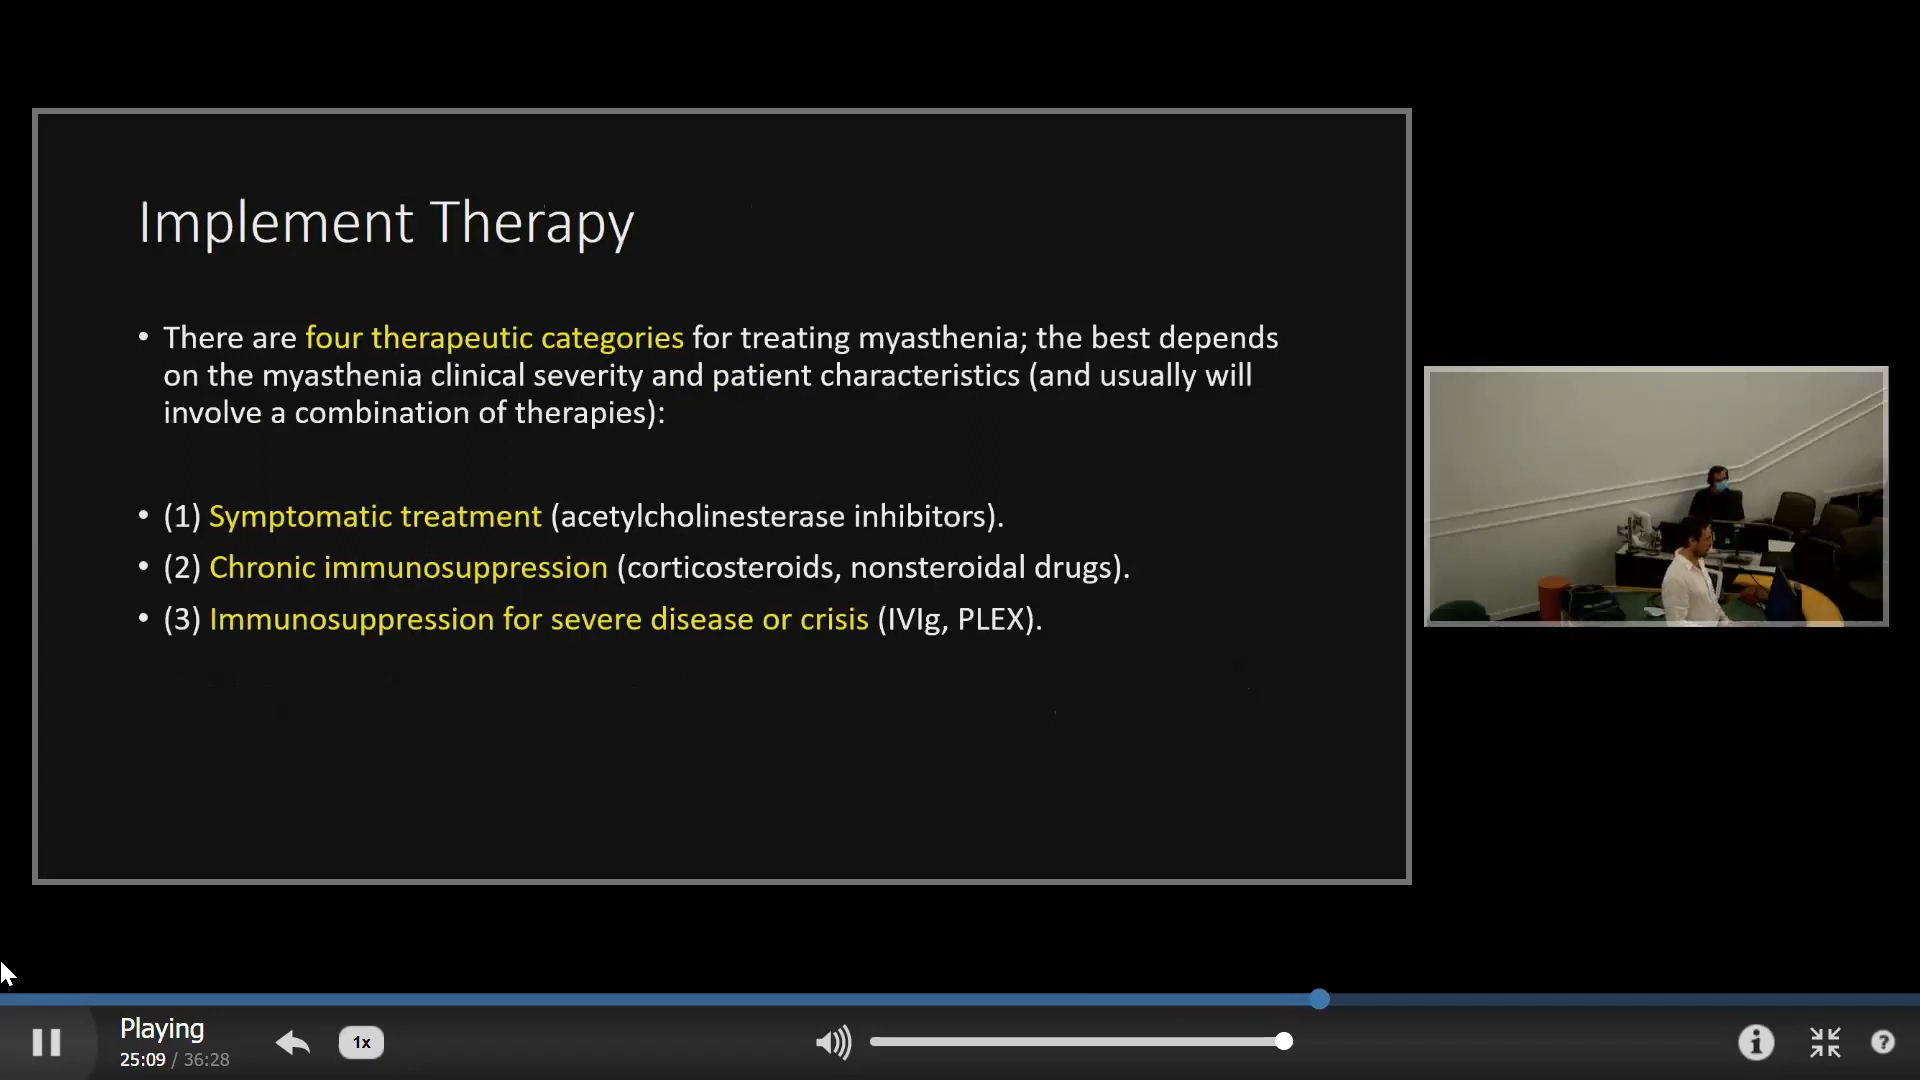 Implement Therapy
• There are four therapeutic categories for treating myasthenia; the best depends
on the myasthenia clinical severity and patient characteristics (and usually will
involve a combination of therapies):
• (1) Symptomatic treatment (acetylcholinesterase inhibitors).
• (2) Chronic immunosuppression (corticosteroids, nonsteroidal drugs).
• (3) Immunosuppression for severe disease or crisis (IVIg, PLEX).
Playing
25:09 / 36:28
1x